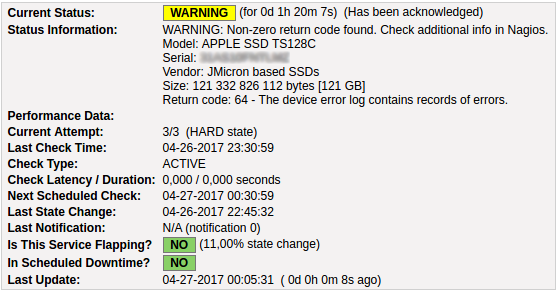 Current Status: WARNING (for 0d 1h 20m 7s) (Has been acknowledged)
Status Information: WARNING: Non-zero return code found. Check additional info in Nagios.
Model: APPLE SSD TS128C
Serial:
Vendor: JMicron based SSDs
Size: 121 332 826 112 bytes [121 GB]
Return code: 64 - The device error log contains records of errors.
Performance Data:
Current Attempt: 3/3 (HARD state)
Last Check Time: 04-26-2017 23:30:59
Check Type: ACTIVE
Check Latency / Duration: 0,000 / 0,000 seconds
Next Scheduled Check: 04-27-2017 00:30:59
Last State Change: 04-26-2017 22:45:32
Last Notification: N/A (notification 0)
Is This Service Flapping? NO (11,00% state change)
In Scheduled Downtime? NO
Last Update: 04-27-2017 00:05:31 ( 0d 0h 0m 8s ago)